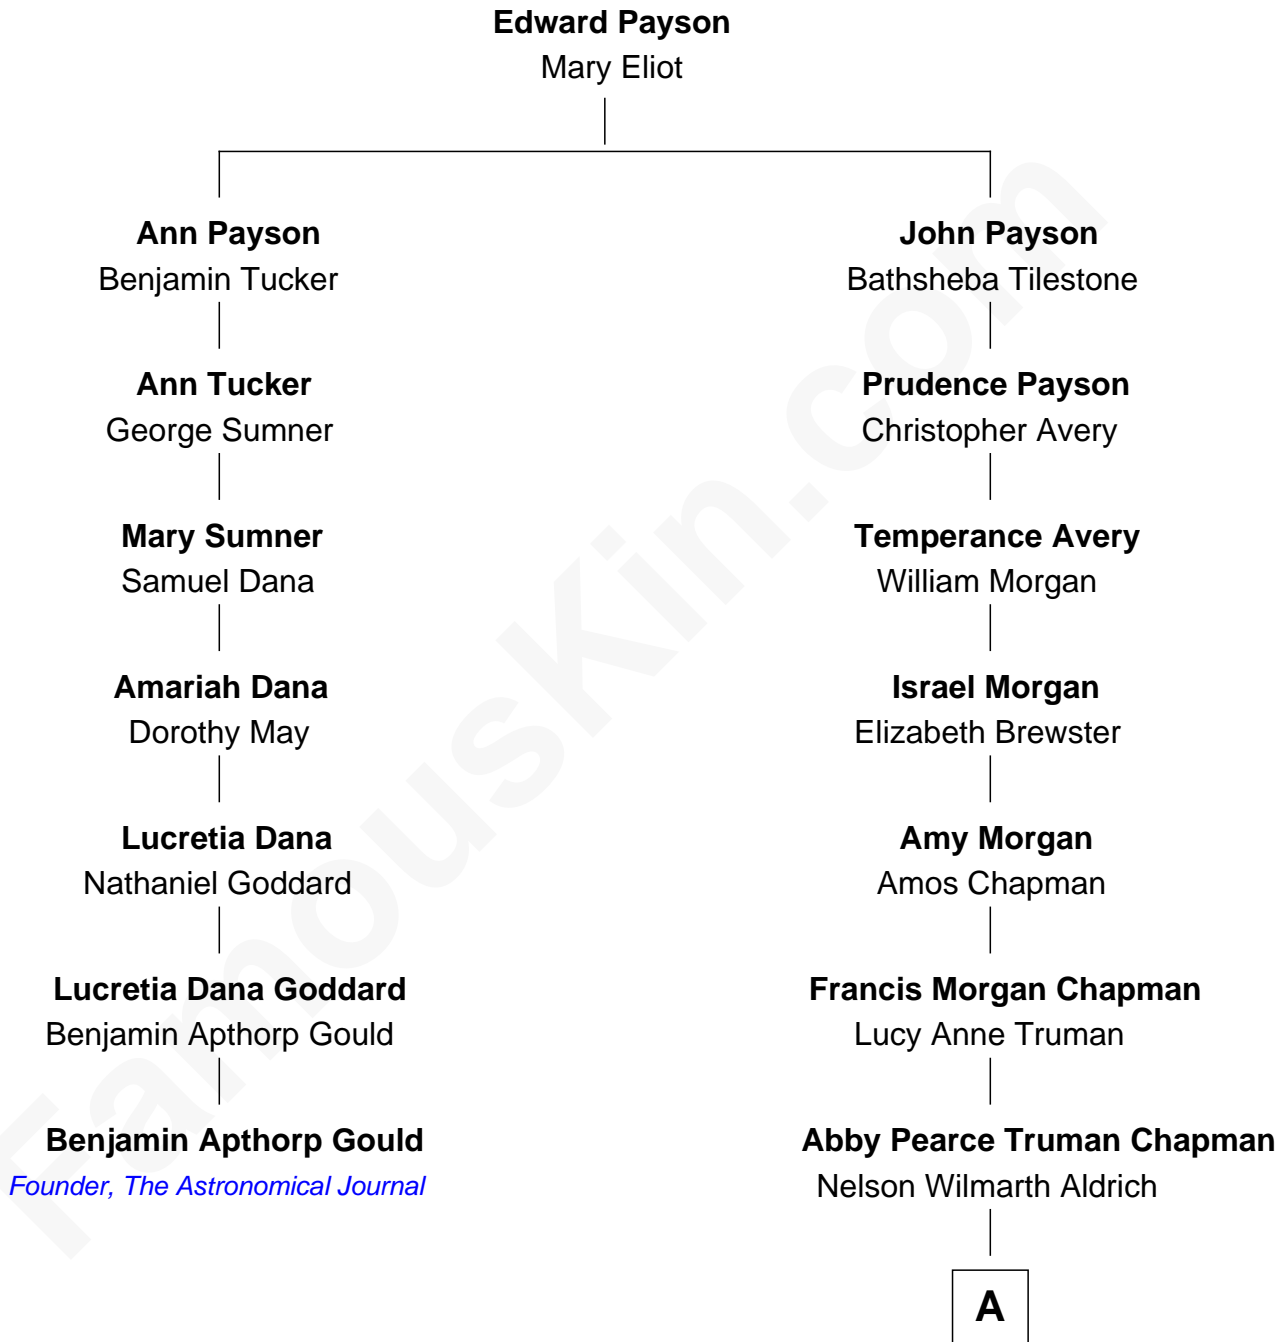 Edward Payson
Mary Eliot
Ann Payson
Benjamin Tucker
John Payson
Bathsheba Tilestone
Ann Tucker
George Sumner
Prudence Payson
Christopher Avery
Mary Sumner
Samuel Dana
Temperance Avery
William Morgan
Amariah Dana
Dorothy May
Israel Morgan
Elizabeth Brewster
Lucretia Dana
Nathaniel Goddard
Amy Morgan
Amos Chapman
Lucretia Dana Goddard
Benjamin Apthorp Gould
Francis Morgan Chapman
Lucy Anne Truman
Benjamin Apthorp Gould
Founder, The Astronomical Journal
Abby Pearce Truman Chapman
Nelson Wilmarth Aldrich
A
FamousKin.com